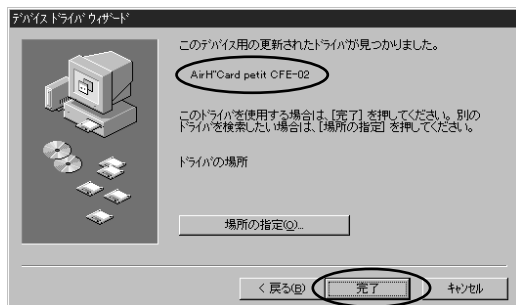 ﾃﾞﾊﾞｲｽ ﾄﾞﾗｲﾊﾞ ｳｨｻﾞｰﾄﾞ
このﾃﾞﾊﾞｲｽ用の更新されたﾄﾞﾗｲﾊﾞが見つかりました。
AirH"Card petit CFE-02
このﾄﾞﾗｲﾊﾞを使用する場合は、[完了] を押してください。別の
ﾄﾞﾗｲﾊﾞを検索したい場合は、[場所の指定] を押してください。
ﾄﾞﾗｲﾊﾞの場所
場所の指定(O)...
< 戻る(B)
完了
ｷｬﾝｾﾙ